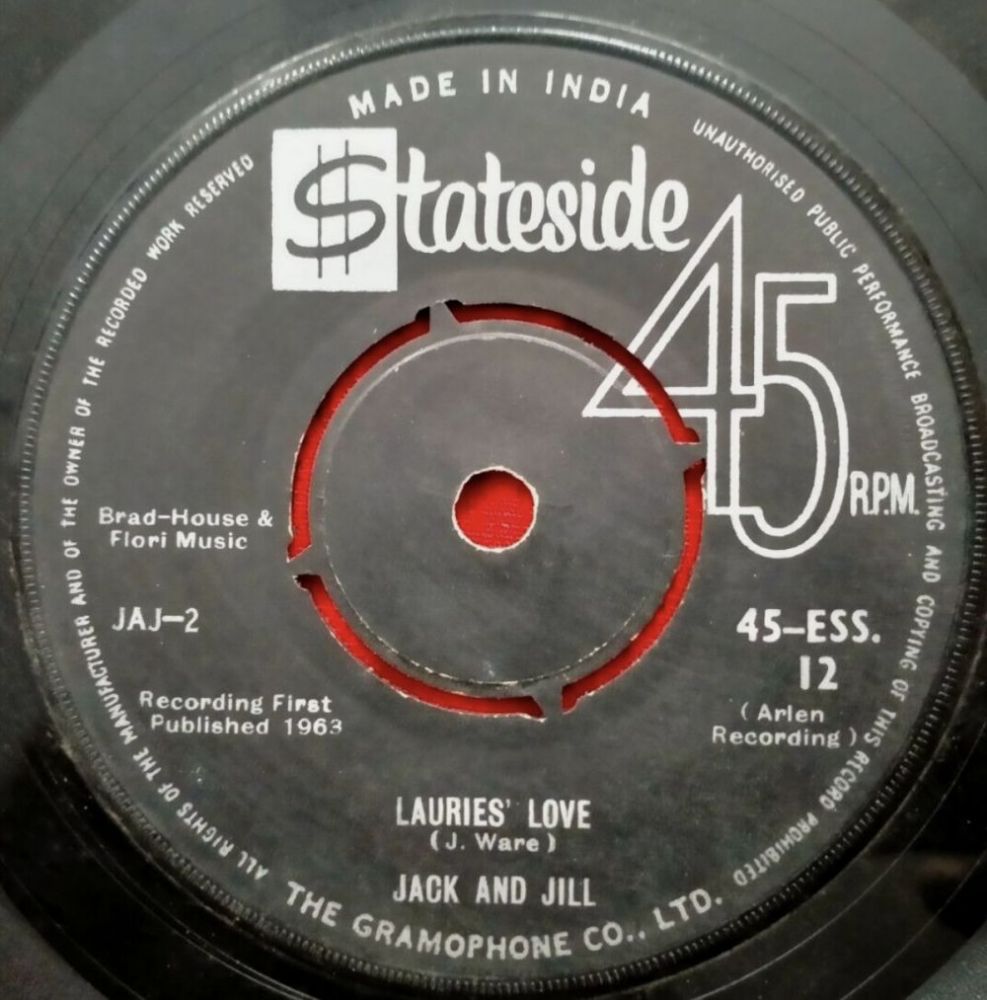 MADE IN INDIA
Stateside
45
R.P.M.
Brad-House &
Flori Music
JAJ-2
45-ESS.
12
Recording First
Published 1963
( Arlen
Recording )
LAURIES' LOVE
( J. Ware )
JACK AND JILL
THE GRAMOPHONE CO., LTD.
ALL RIGHTS OF THE MANUFACTURER AND OF THE OWNER OF THE RECORDED WORK RESERVED
UNAUTHORISED PUBLIC PERFORMANCE BROADCASTING AND COPYING OF THIS RECORD PROHIBITED